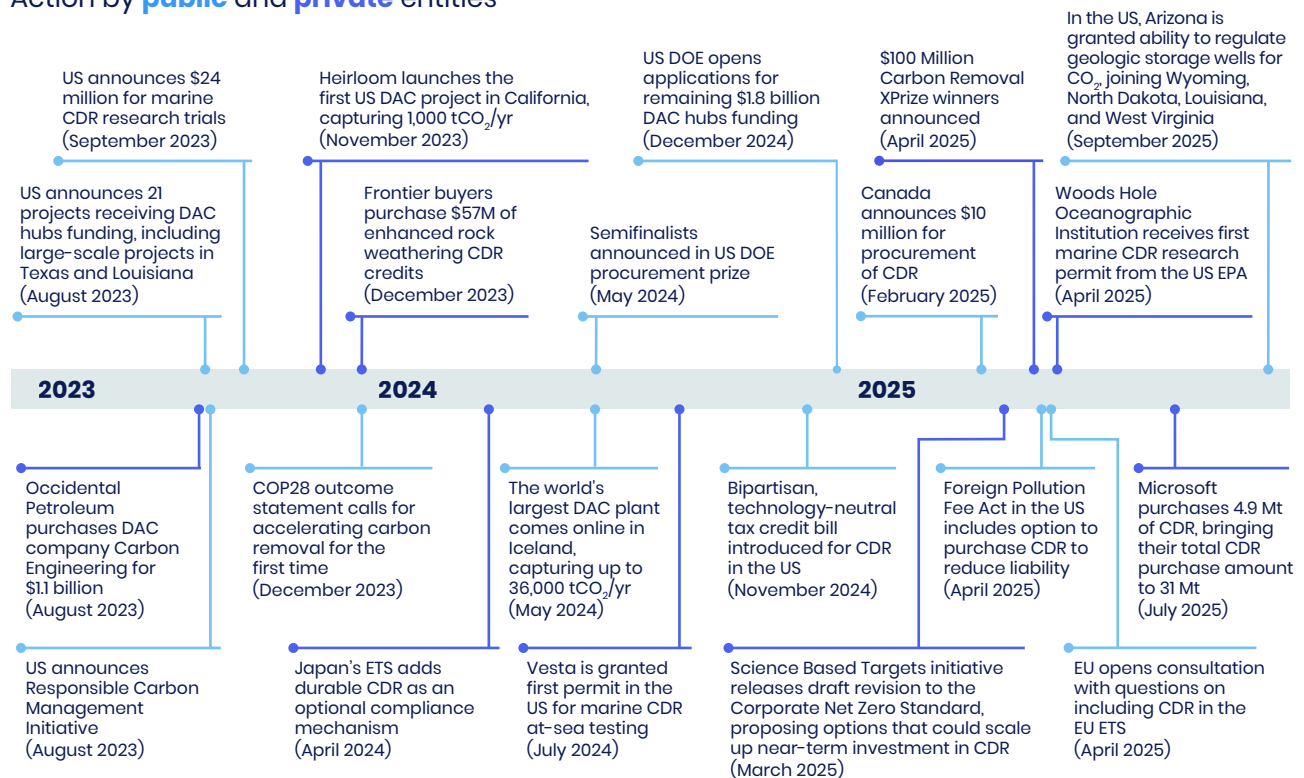 Action by public and private entities
US announces $24
million for marine
CDR research trials
(September 2023)
Heirloom launches the
first US DAC project in California,
capturing 1,000 tCO₂/yr
(November 2023)
US DOE opens
applications for
remaining $1.8 billion
DAC hubs funding
(December 2024)
$100 Million
Carbon Removal
XPrize winners
announced
(April 2025)
In the US, Arizona is
granted ability to regulate
geologic storage wells for
CO₂, joining Wyoming,
North Dakota, Louisiana,
and West Virginia
(September 2025)
US announces 21
projects receiving DAC
hubs funding, including
large-scale projects in
Texas and Louisiana
(August 2023)
Frontier buyers
purchase $57M of
enhanced rock
weathering CDR
credits
(December 2023)
Semifinalists
announced in US DOE
procurement prize
(May 2024)
Canada
announces $10
million for
procurement
of CDR
(February 2025)
Woods Hole
Oceanographic
Institution receives first
marine CDR research
permit from the US EPA
(April 2025)
2023
2024
2025
Occidental
Petroleum
purchases DAC
company Carbon
Engineering for
$1.1 billion
(August 2023)
COP28 outcome
statement calls for
accelerating carbon
removal for the
first time
(December 2023)
The world's
largest DAC plant
comes online in
Iceland,
capturing up to
36,000 tCO₂/yr
(May 2024)
Bipartisan,
technology-neutral
tax credit bill
introduced for CDR
in the US
(November 2024)
Foreign Pollution
Fee Act in the US
includes option to
purchase CDR to
reduce liability
(April 2025)
Microsoft
purchases 4.9 Mt
of CDR, bringing
their total CDR
purchase amount
to 31 Mt
(July 2025)
US announces
Responsible Carbon
Management
Initiative
(August 2023)
Japan's ETS adds
durable CDR as an
optional compliance
mechanism
(April 2024)
Vesta is granted
first permit in the
US for marine CDR
at-sea testing
(July 2024)
Science Based Targets initiative
releases draft revision to the
Corporate Net Zero Standard,
proposing options that could scale
up near-term investment in CDR
(March 2025)
EU opens consultation
with questions on
including CDR in the
EU ETS
(April 2025)